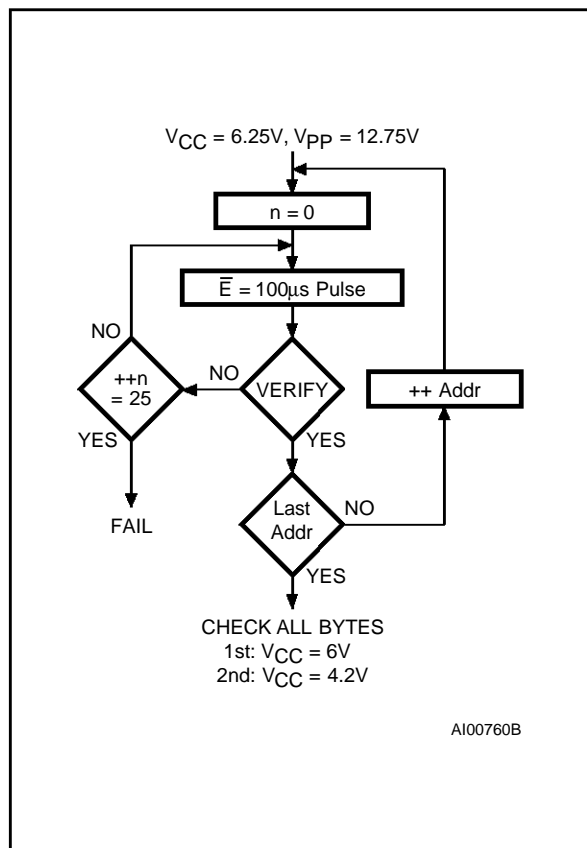 VCC = 6.25V, VPP = 12.75V
n = 0
E̅ = 100µs Pulse
NO
++n
= 25
NO
VERIFY
++ Addr
YES
YES
Last
Addr
NO
FAIL
YES
CHECK ALL BYTES
1st: VCC = 6V
2nd: VCC = 4.2V
AI00760B